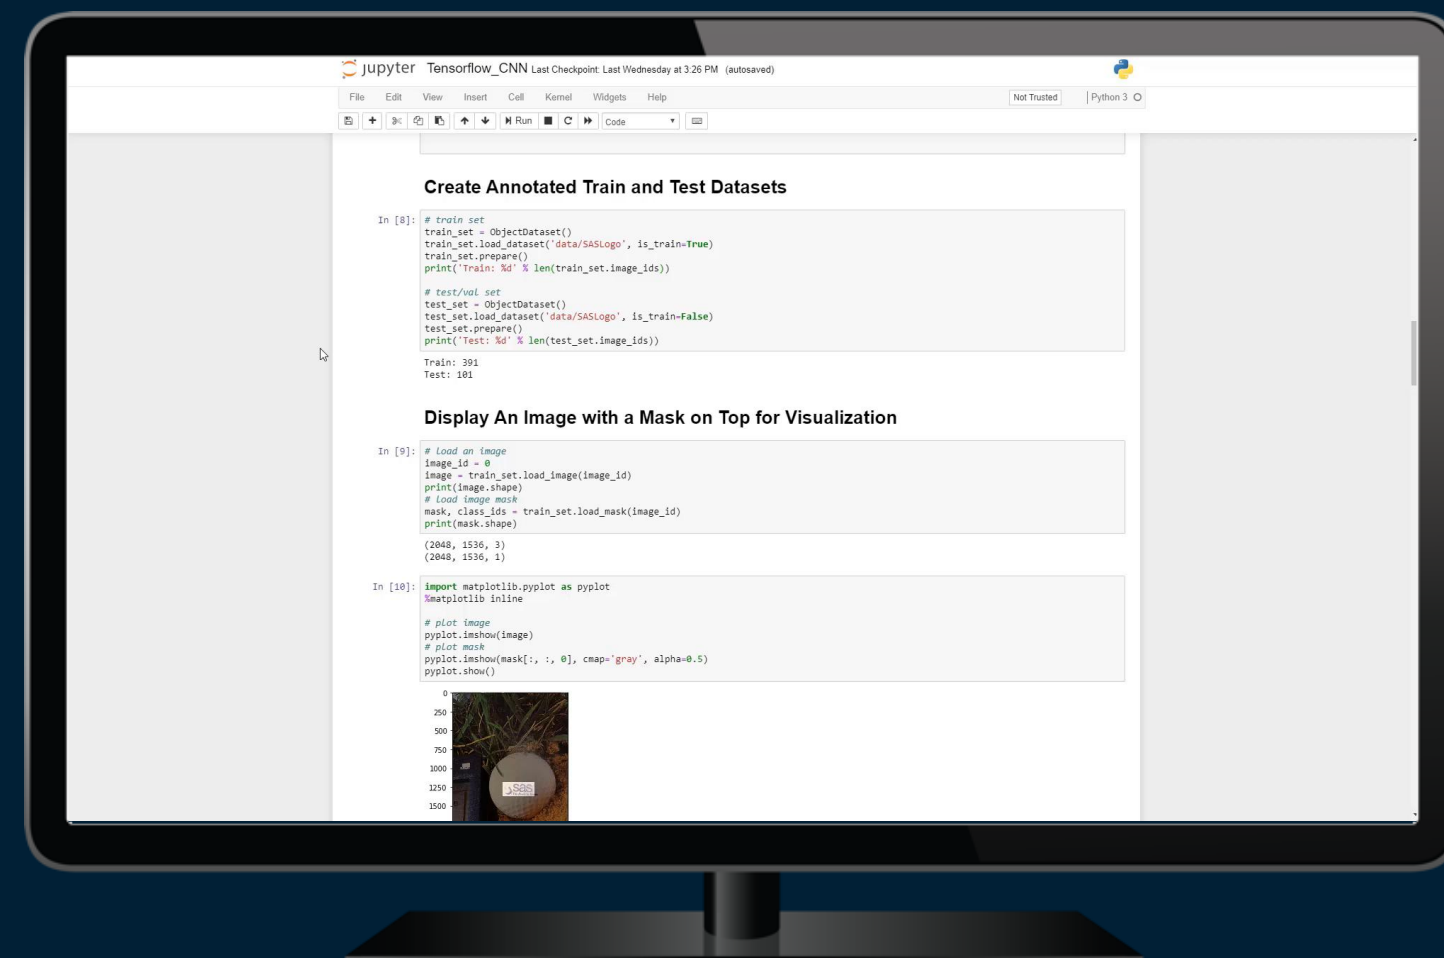 jupyter Tensorflow_CNN Last Checkpoint: Last Wednesday at 3:26 PM (autosaved)
File Edit View Insert Cell Kernel Widgets Help Not Trusted Python 3
Run Code
Create Annotated Train and Test Datasets
In [8]: # train set
train_set = ObjectDataset()
train_set.load_dataset('data/SASLogo', is_train=True)
train_set.prepare()
print('Train: %d' % len(train_set.image_ids))
# test/val set
test_set = ObjectDataset()
test_set.load_dataset('data/SASLogo', is_train=False)
test_set.prepare()
print('Test: %d' % len(test_set.image_ids))
Train: 391
Test: 101
Display An Image with a Mask on Top for Visualization
In [9]: # load an image
image_id = 0
image = train_set.load_image(image_id)
print(image.shape)
# load image mask
mask, class_ids = train_set.load_mask(image_id)
print(mask.shape)
(2048, 1536, 3)
(2048, 1536, 1)
In [10]: import matplotlib.pyplot as pyplot
%matplotlib inline
# plot image
pyplot.imshow(image)
# plot mask
pyplot.imshow(mask[:, :, 0], cmap='gray', alpha=0.5)
pyplot.show()
0
250
500
750
1000
1250
sas
1500